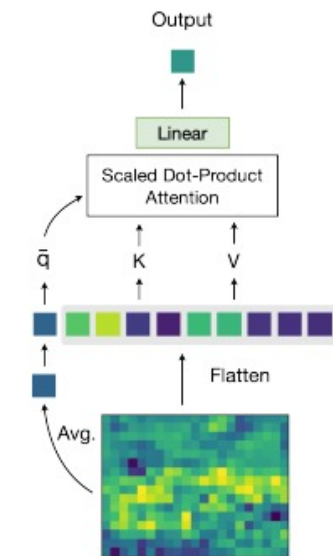 Output
Linear
Scaled Dot-Product
Attention
q̄
K
V
Flatten
Avg.